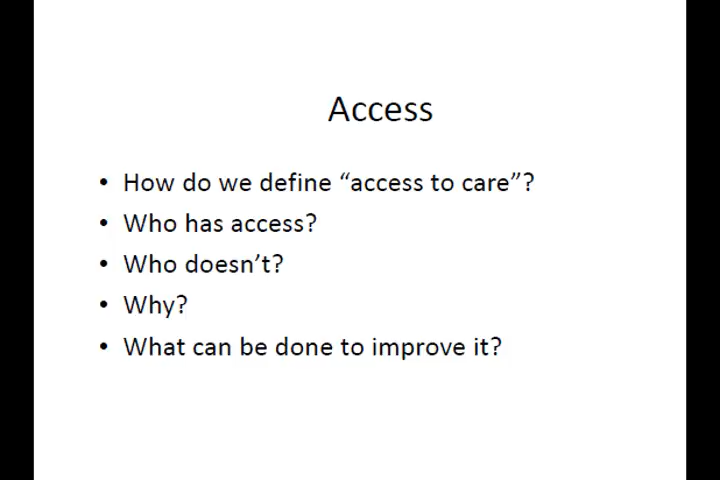 Access
• How do we define “access to care”?
• Who has access?
• Who doesn’t?
• Why?
• What can be done to improve it?